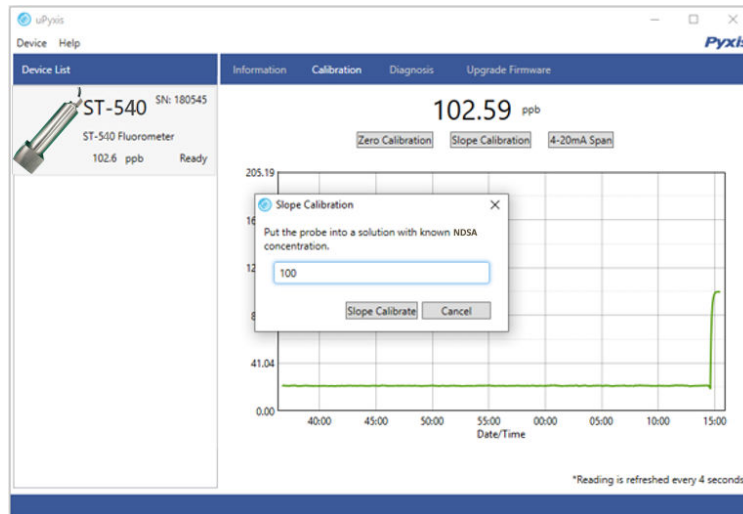 uPyxis
Device Help
Pyxis
Device List
Information Calibration Diagnosis Upgrade Firmware
ST-540 SN: 180545
ST-540 Fluorometer
102.6 ppb Ready
102.59 ppb
Zero Calibration Slope Calibration 4-20mA Span
205.19
Slope Calibration
Put the probe into a solution with known NDSA
concentration.
100
Slope Calibrate Cancel
41.04
0.00
40:00 45:00 50:00 55:00 00:00 05:00 10:00 15:00
Date/Time
*Reading is refreshed every 4 seconds